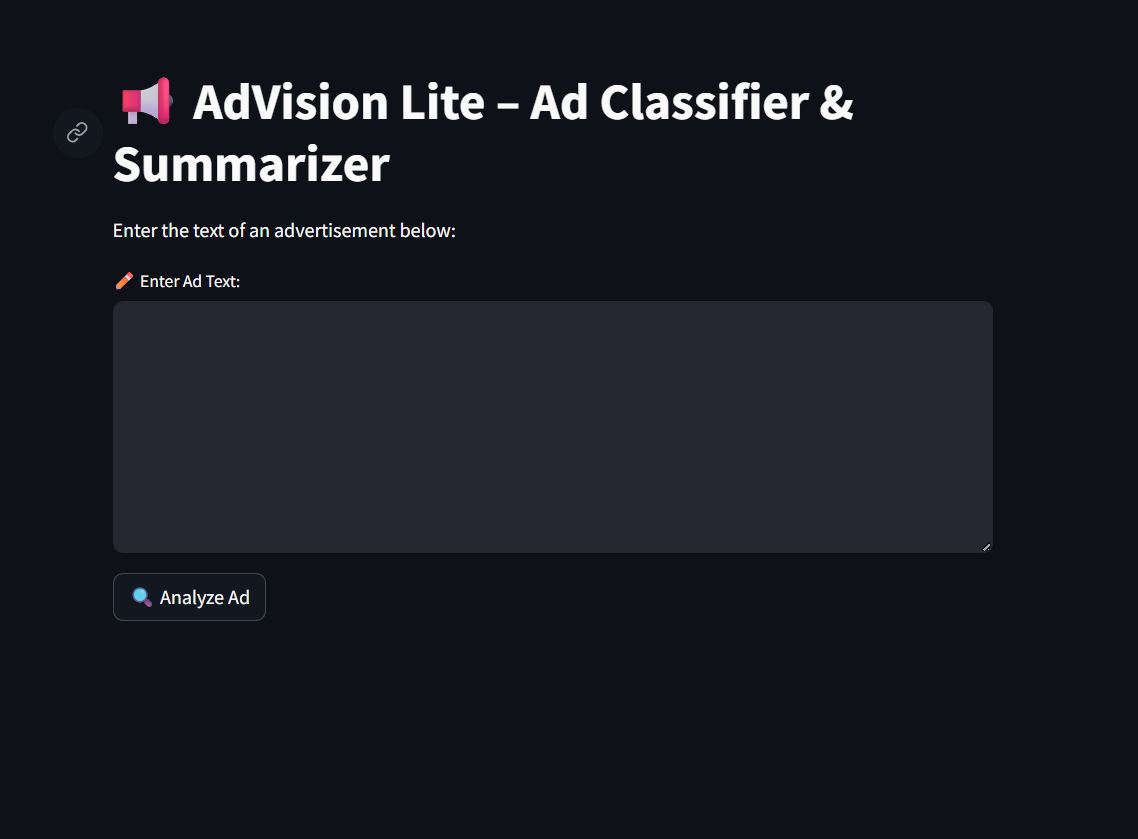 AdVision Lite – Ad Classifier &
Summarizer
Enter the text of an advertisement below:
Enter Ad Text:
Analyze Ad